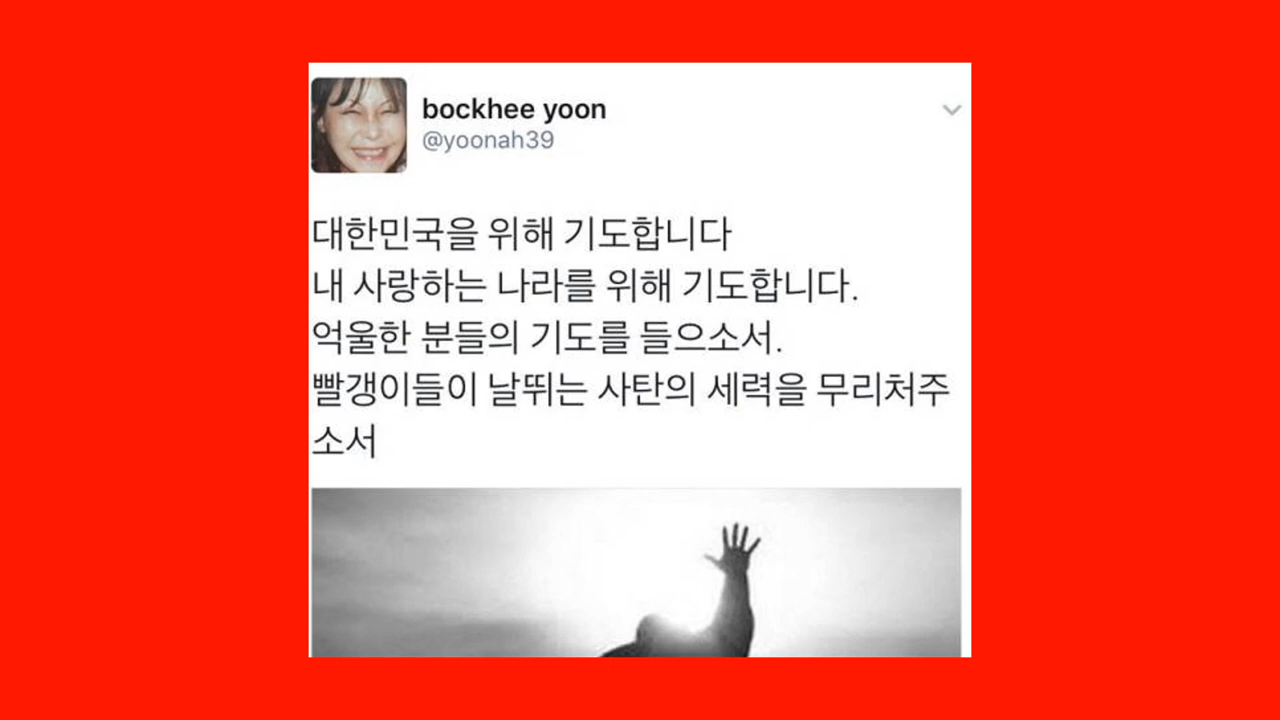 bockhee yoon
@yoonah39
대한민국을 위해 기도합니다
내 사랑하는 나라를 위해 기도합니다.
억울한 분들의 기도를 들으소서.
빨갱이들이 날뛰는 사탄의 세력을 무리처주
소서